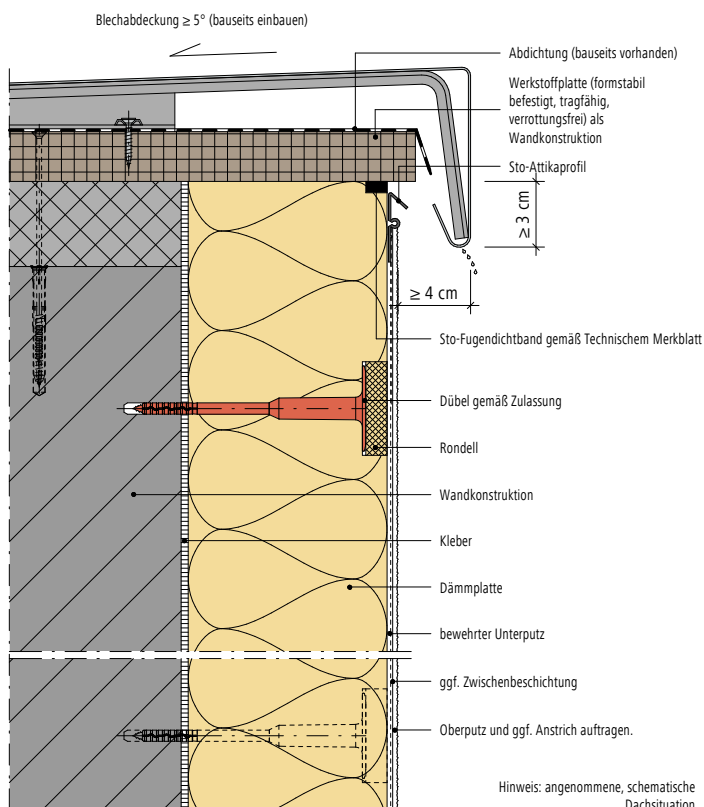 Blechabdeckung ≥ 5° (bauseits einbauen)
Abdichtung (bauseits vorhanden)
Werkstoffplatte (formstabil
befestigt, tragfähig,
verrottungsfrei) als
Wandkonstruktion
Sto-Attikaprofil
≥ 3 cm
≥ 4 cm
Sto-Fugendichtband gemäß Technischem Merkblatt
Dübel gemäß Zulassung
Rondell
Wandkonstruktion
Kleber
Dämmplatte
bewehrter Unterputz
ggf. Zwischenbeschichtung
Oberputz und ggf. Anstrich auftragen.
Hinweis: angenommene, schematische
Dachsituation